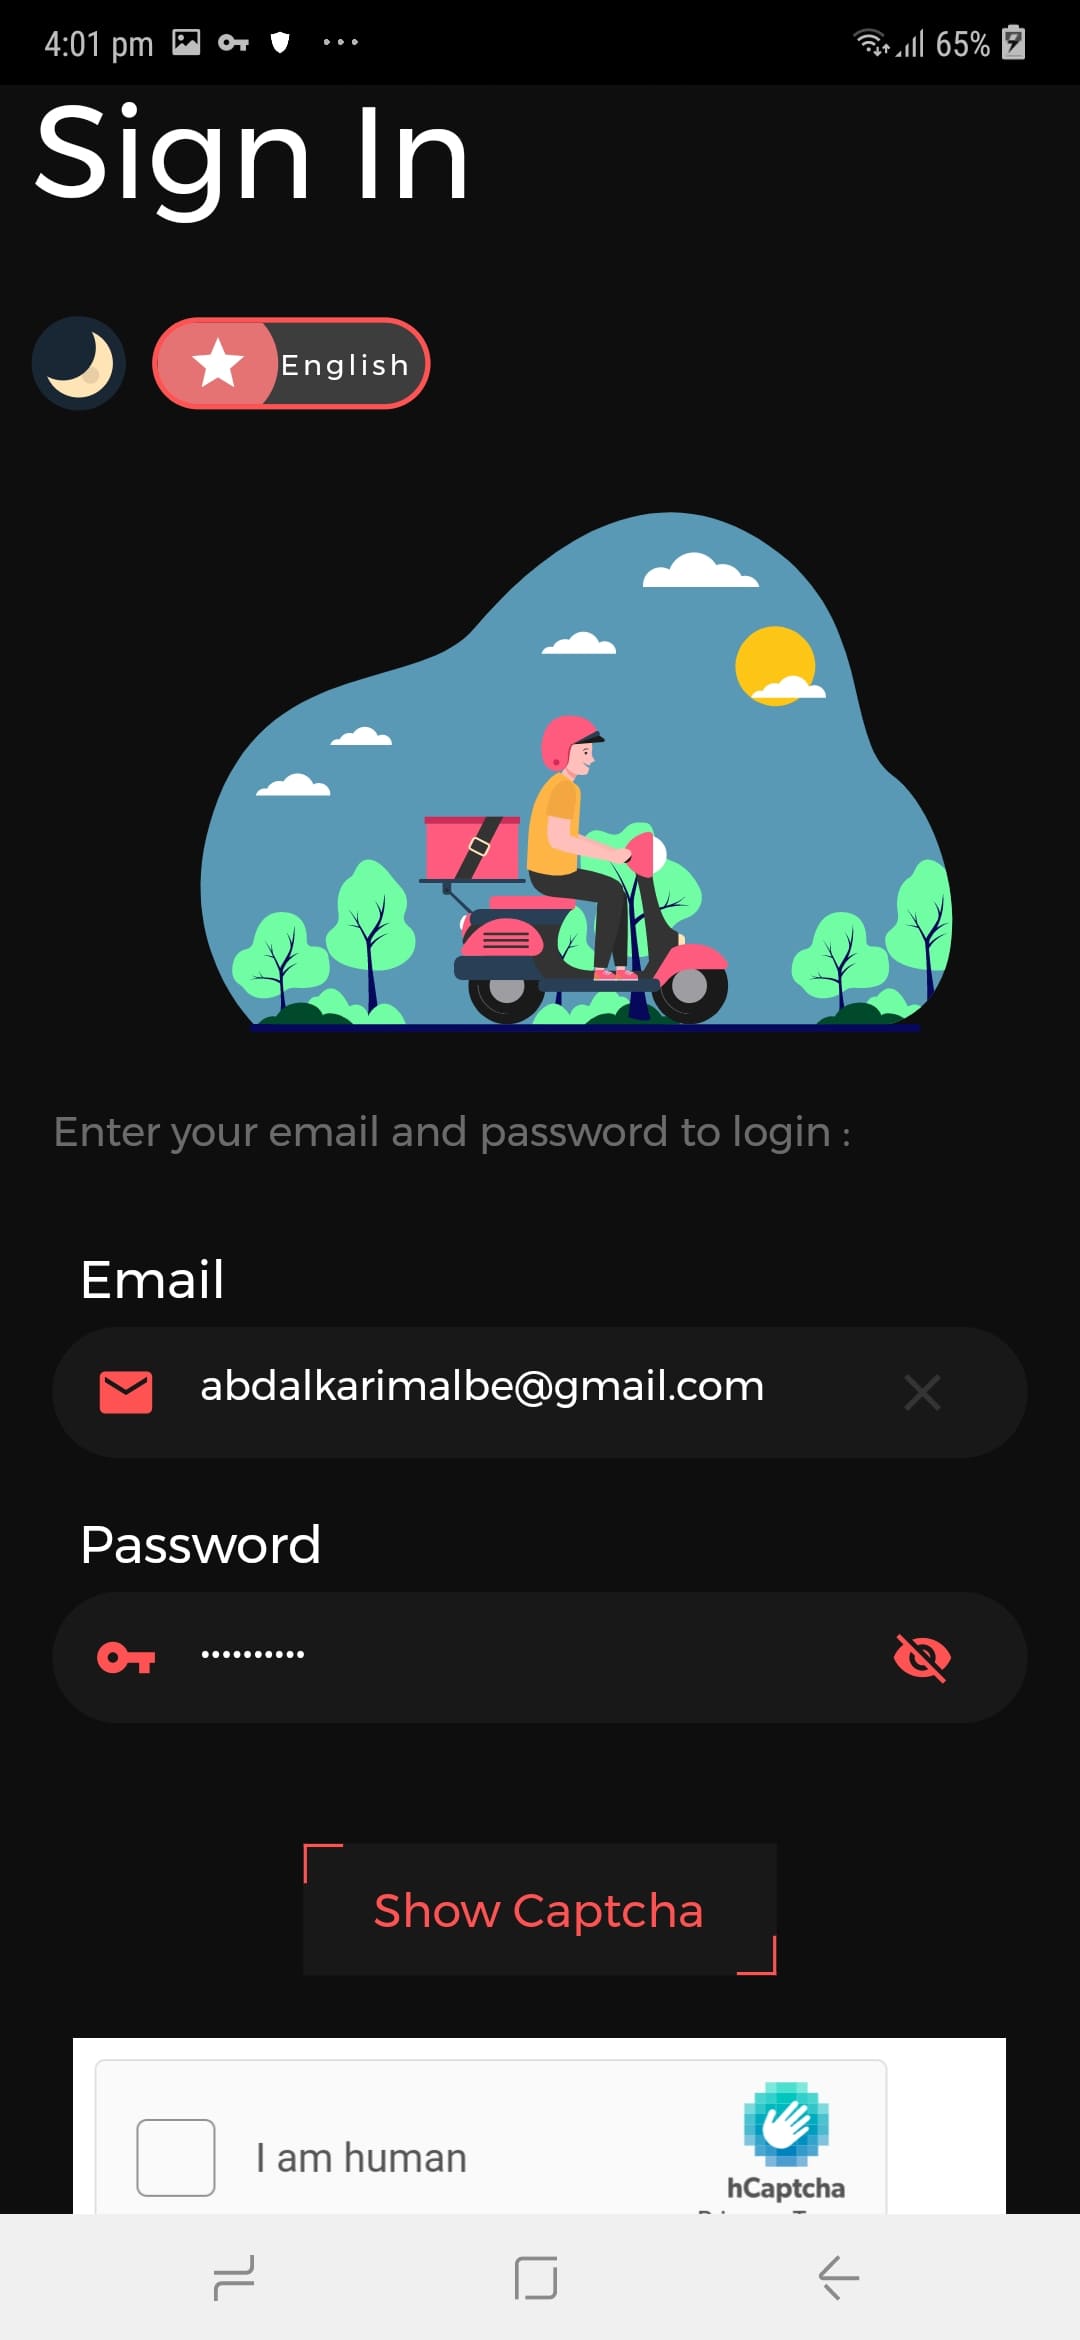 4:01 pm
65%
Sign In
English
Enter your email and password to login :
Email
abdalkarimalbe@gmail.com
Password
••••••••••
Show Captcha
I am human
hCaptcha